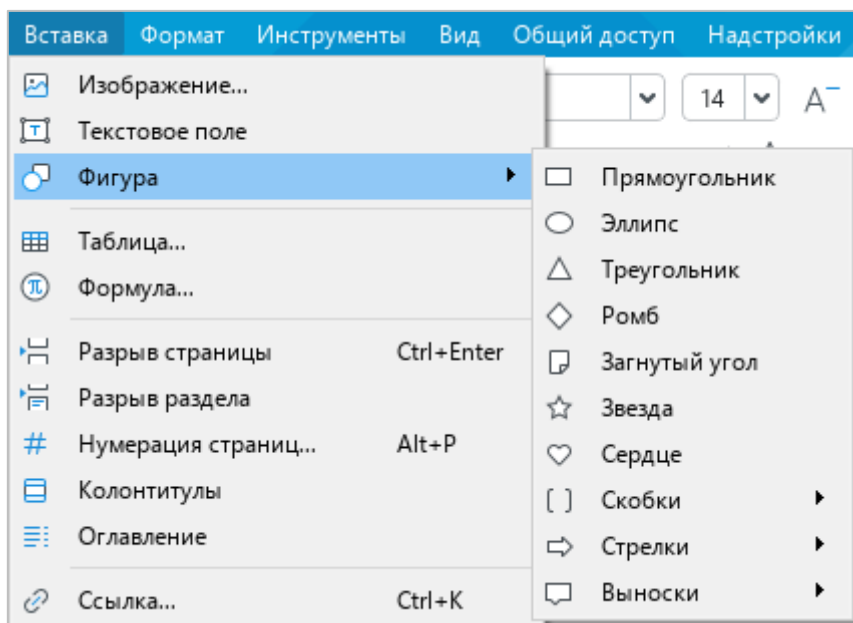 Вставка Формат Инструменты Вид Общий доступ Надстройки
Изображение...
14 A
Текстовое поле
Фигура
Таблица...
Формула...
Разрыв страницы Ctrl+Enter
Разрыв раздела
Нумерация страниц... Alt+P
Колонтитулы
Оглавление
Ссылка... Ctrl+K
Прямоугольник
Эллипс
Треугольник
Ромб
Загнутый угол
Звезда
Сердце
Скобки
Стрелки
Выноски